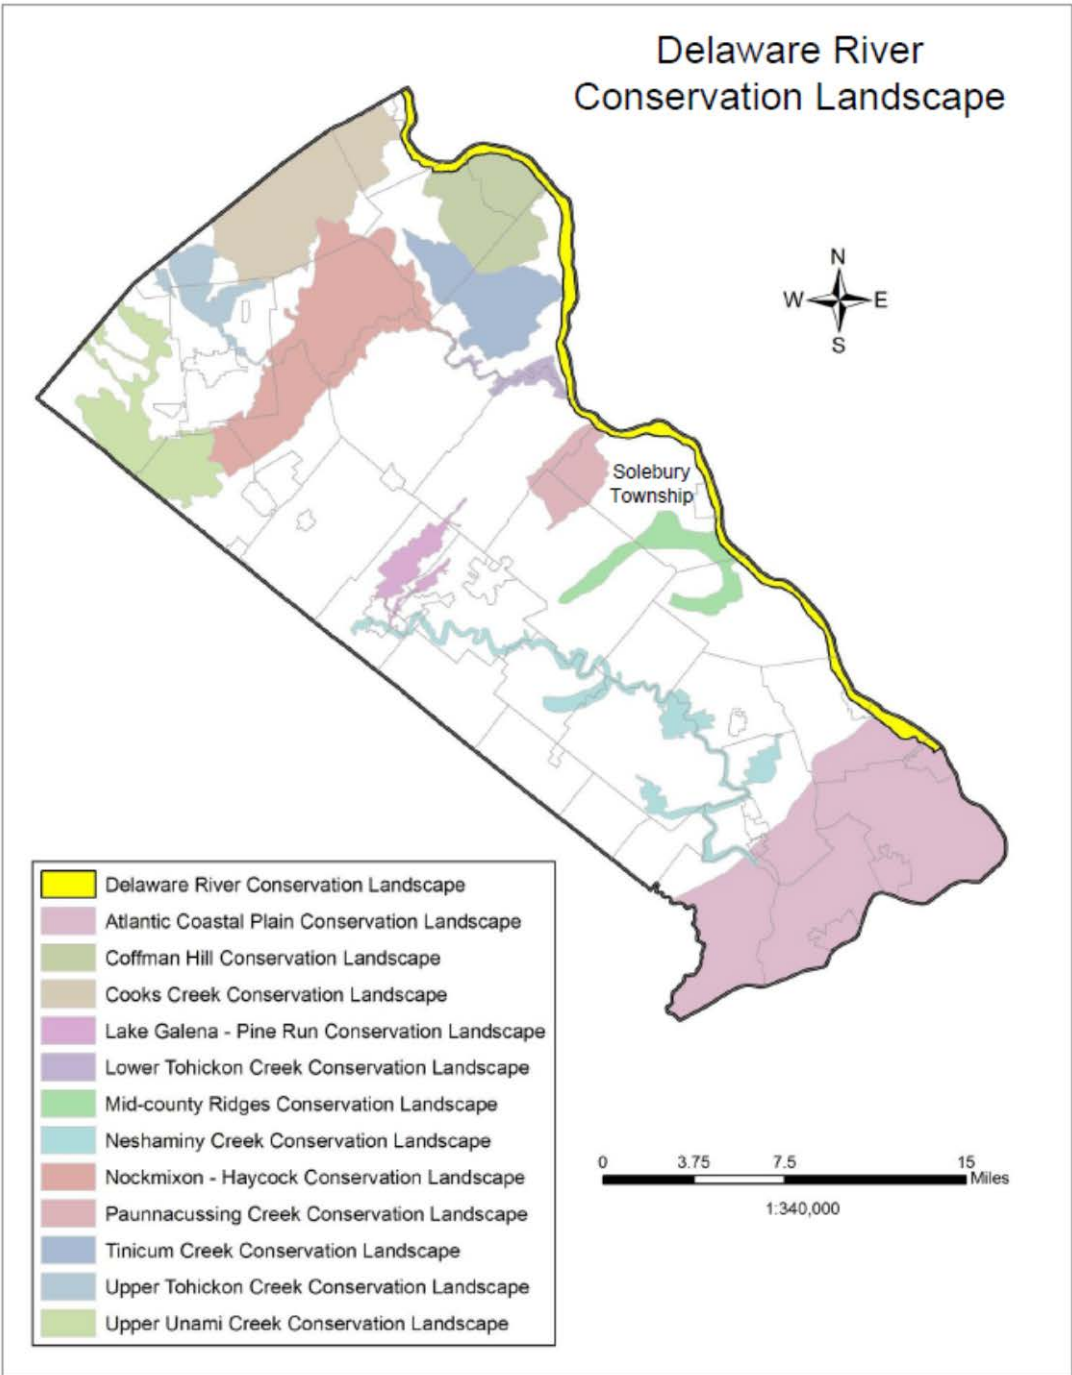 Delaware River
Conservation Landscape
N
W E
S
Solebury
Township
Delaware River Conservation Landscape
Atlantic Coastal Plain Conservation Landscape
Coffman Hill Conservation Landscape
Cooks Creek Conservation Landscape
Lake Galena - Pine Run Conservation Landscape
Lower Tohickon Creek Conservation Landscape
Mid-county Ridges Conservation Landscape
Neshaminy Creek Conservation Landscape
Nockmixon - Haycock Conservation Landscape
Paunnacussing Creek Conservation Landscape
Tinicum Creek Conservation Landscape
Upper Tohickon Creek Conservation Landscape
Upper Unami Creek Conservation Landscape
0 3.75 7.5 15
Miles
1:340,000